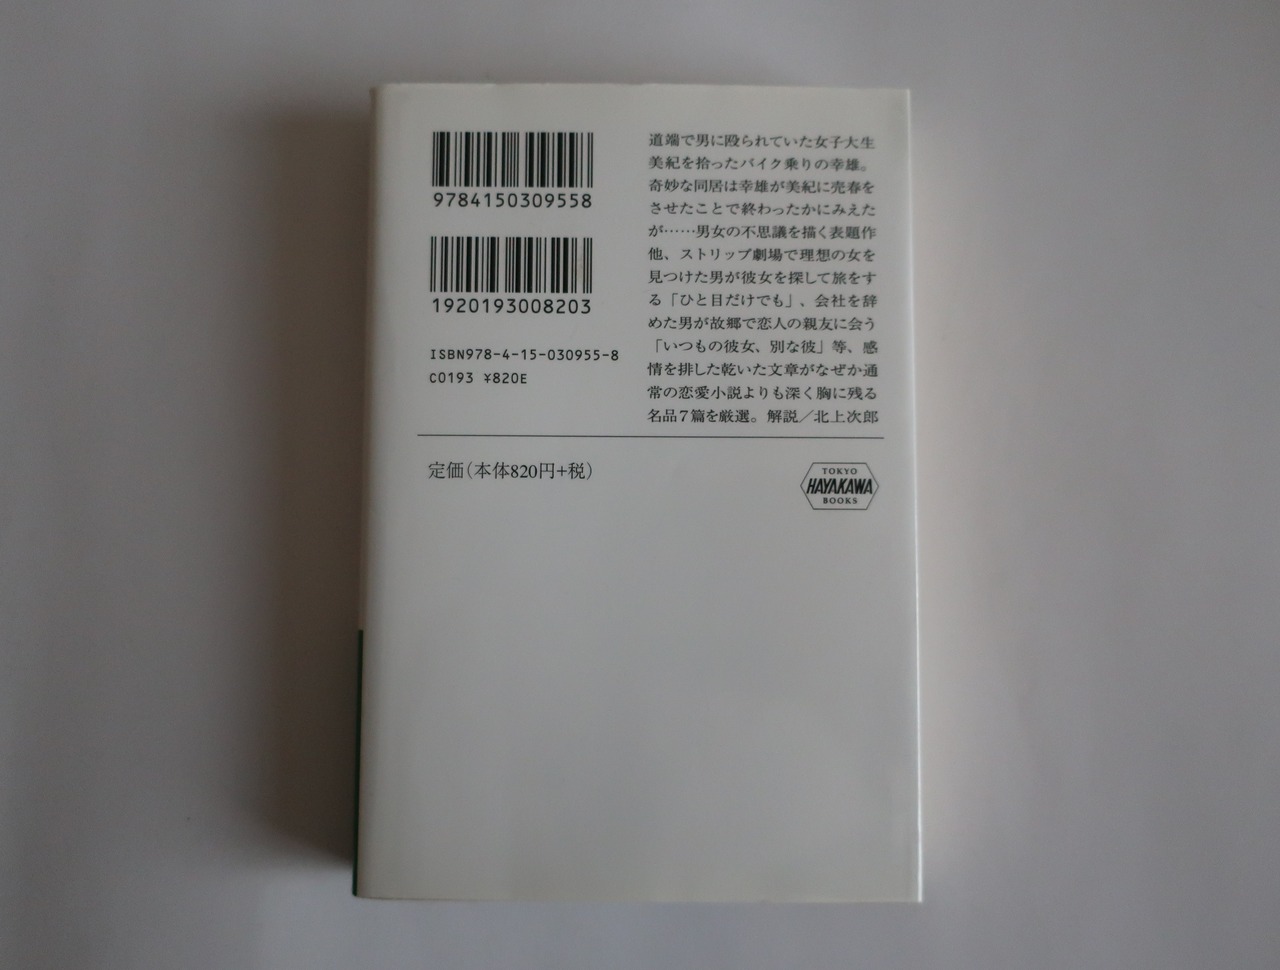 9784150309558
1920193008203
ISBN978-4-15-030955-8
C0193 ¥820E
道端で男に殴られていた女子大生
美紀を拾ったバイク乗りの幸雄。
奇妙な同居は幸雄が美紀に売春を
させたことで終わったかにみえた
が……男女の不思議を描く表題作
他、ストリップ劇場で理想の女を
見つけた男が彼女を探して旅をす
る「ひと目だけでも」、会社を辞
めた男が故郷で恋人の親友に会う
「いつもの彼女、別な彼」等、感
情を排した乾いた文章がなぜか通
常の恋愛小説よりも深く胸に残る
名品7篇を厳選。解説／北上次郎
定価(本体820円+税)
TOKYO
HAYAKAWA
BOOKS